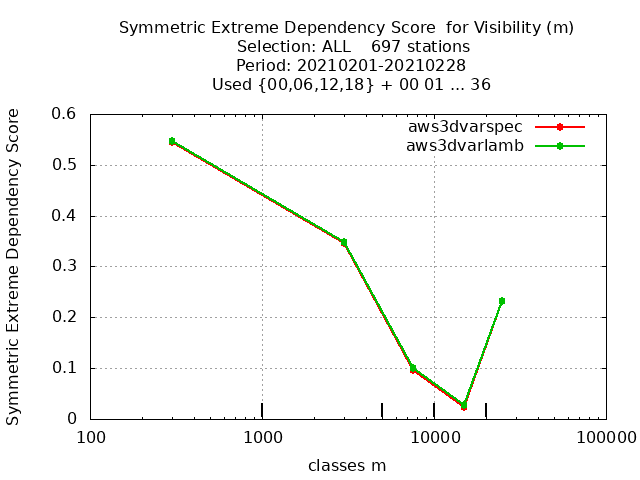 Symmetric Extreme Dependency Score  for Visibility (m)
Selection: ALL    697 stations
Period: 20210201-20210228
Used {00,06,12,18} + 00 01 ... 36
Symmetric Extreme Dependency Score
0.6
0.5
0.4
0.3
0.2
0.1
0
aws3dvarspec
aws3dvarlamb
100
1000
10000
100000
classes m